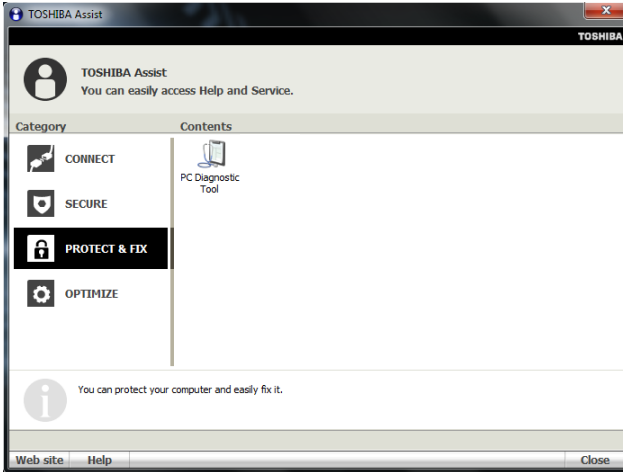 TOSHIBA Assist
TOSHIBA
TOSHIBA Assist
You can easily access Help and Service.
Category
Contents
CONNECT
SECURE
PROTECT & FIX
OPTIMIZE
PC Diagnostic
Tool
You can protect your computer and easily fix it.
Web site
Help
Close